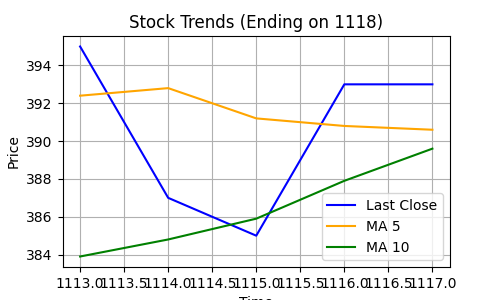 Stock Trends (Ending on 1118)
394
392
390
388
386
384
Price
Last Close
MA 5
MA 10
1113.0 1113.5 1114.0 1114.5 1115.0 1115.5 1116.0 1116.5 1117.0
Time